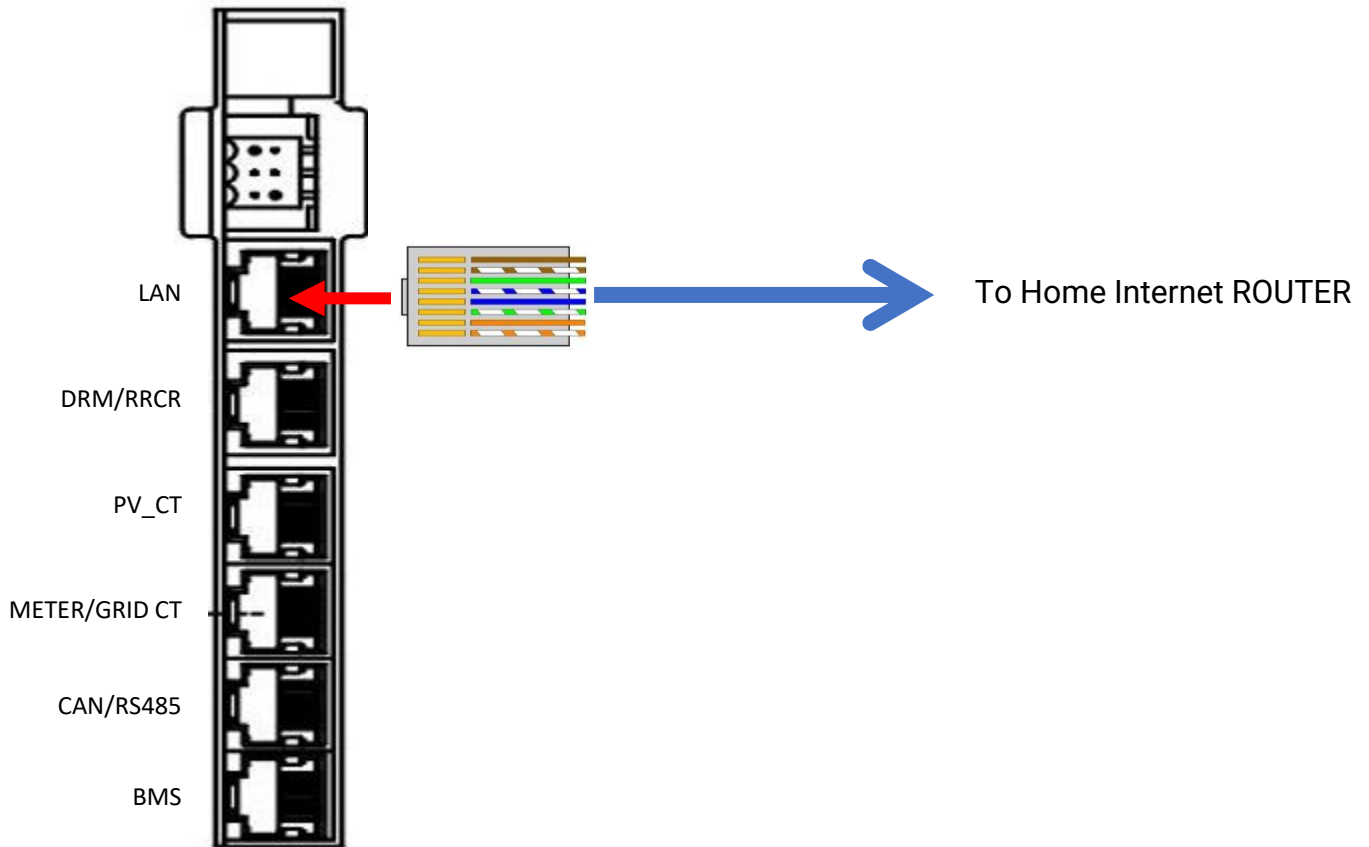 LAN
To Home Internet ROUTER
DRM/RRCR
PV_CT
METER/GRID CT
CAN/RS485
BMS